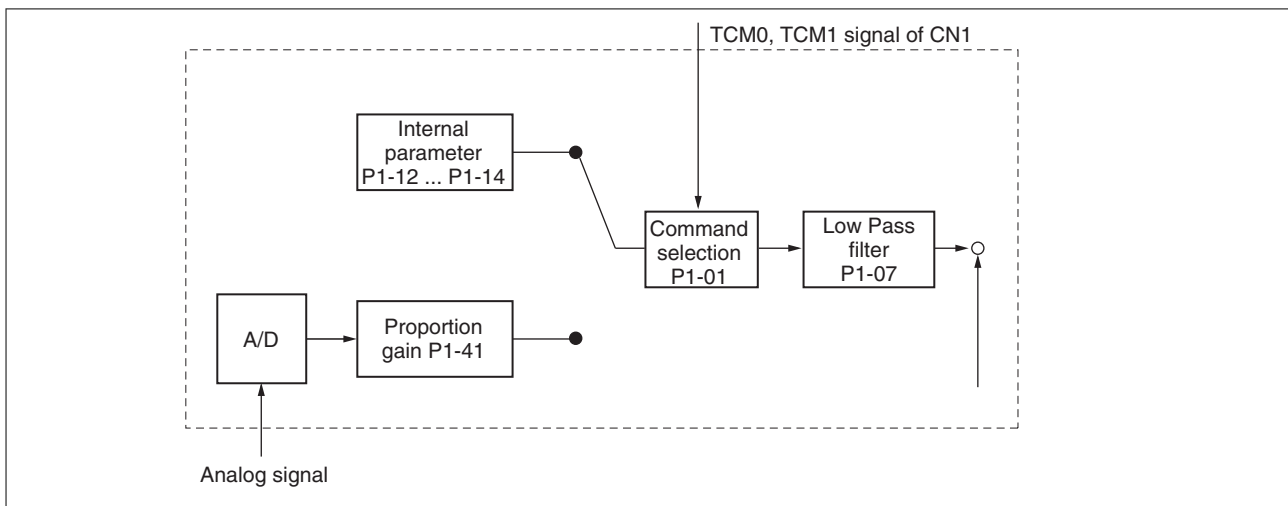 TCM0, TCM1 signal of CN1
Internal
parameter
P1-12 ... P1-14
Command
selection
P1-01
Low Pass
filter
P1-07
A/D
Proportion
gain P1-41
Analog signal